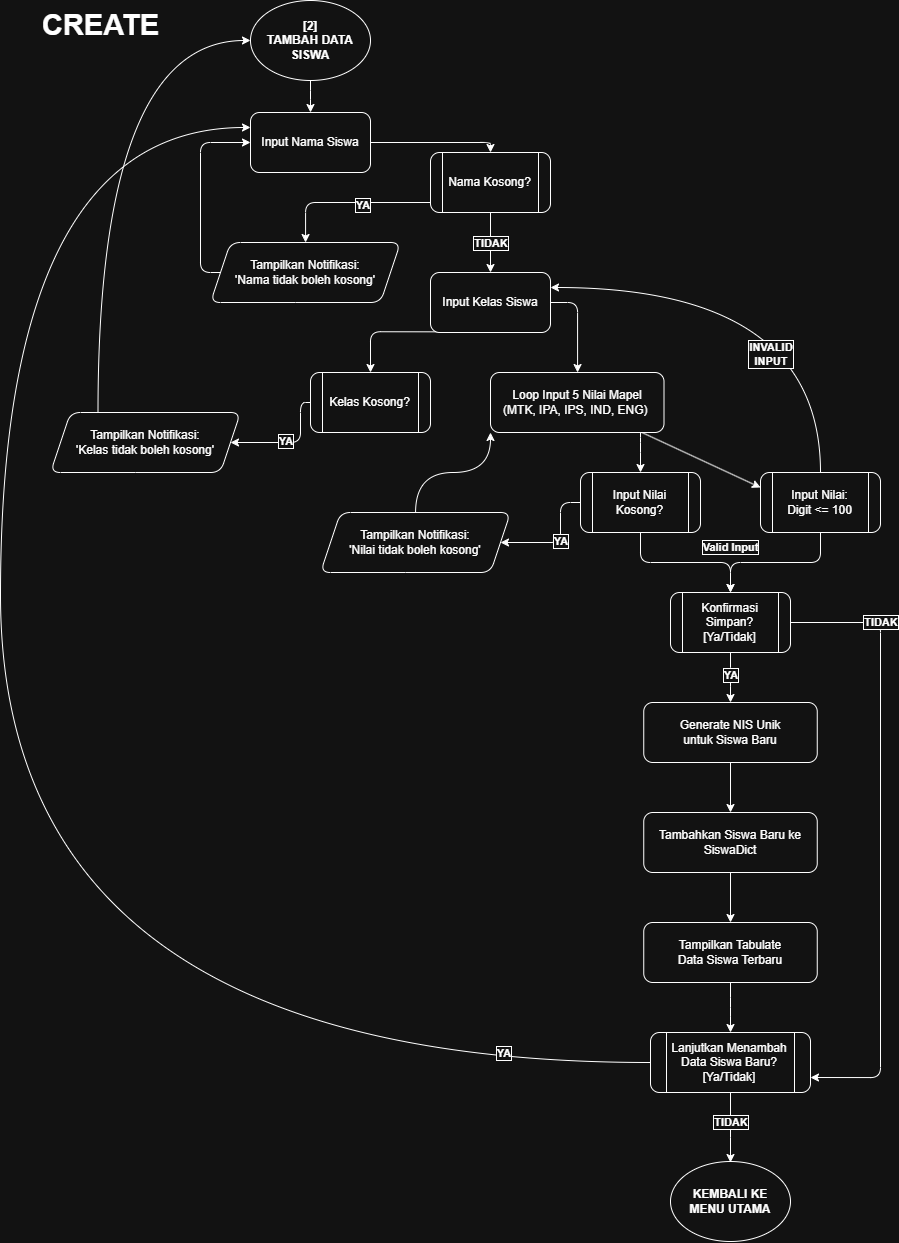 CREATE
[2]
TAMBAH DATA
SISWA
Input Nama Siswa
Nama Kosong?
YA
TIDAK
Tampilkan Notifikasi:
'Nama tidak boleh kosong'
Input Kelas Siswa
INVALID
INPUT
Kelas Kosong?
Loop Input 5 Nilai Mapel
(MTK, IPA, IPS, IND, ENG)
Tampilkan Notifikasi:
'Kelas tidak boleh kosong'
YA
Input Nilai
Kosong?
Input Nilai:
Digit <= 100
Tampilkan Notifikasi:
'Nilai tidak boleh kosong'
YA
Valid Input
Konfirmasi
Simpan?
[Ya/Tidak]
TIDAK
YA
Generate NIS Unik
untuk Siswa Baru
Tambahkan Siswa Baru ke
SiswaDict
Tampilkan Tabulate
Data Siswa Terbaru
Lanjutkan Menambah
Data Siswa Baru?
[Ya/Tidak]
YA
TIDAK
KEMBALI KE
MENU UTAMA